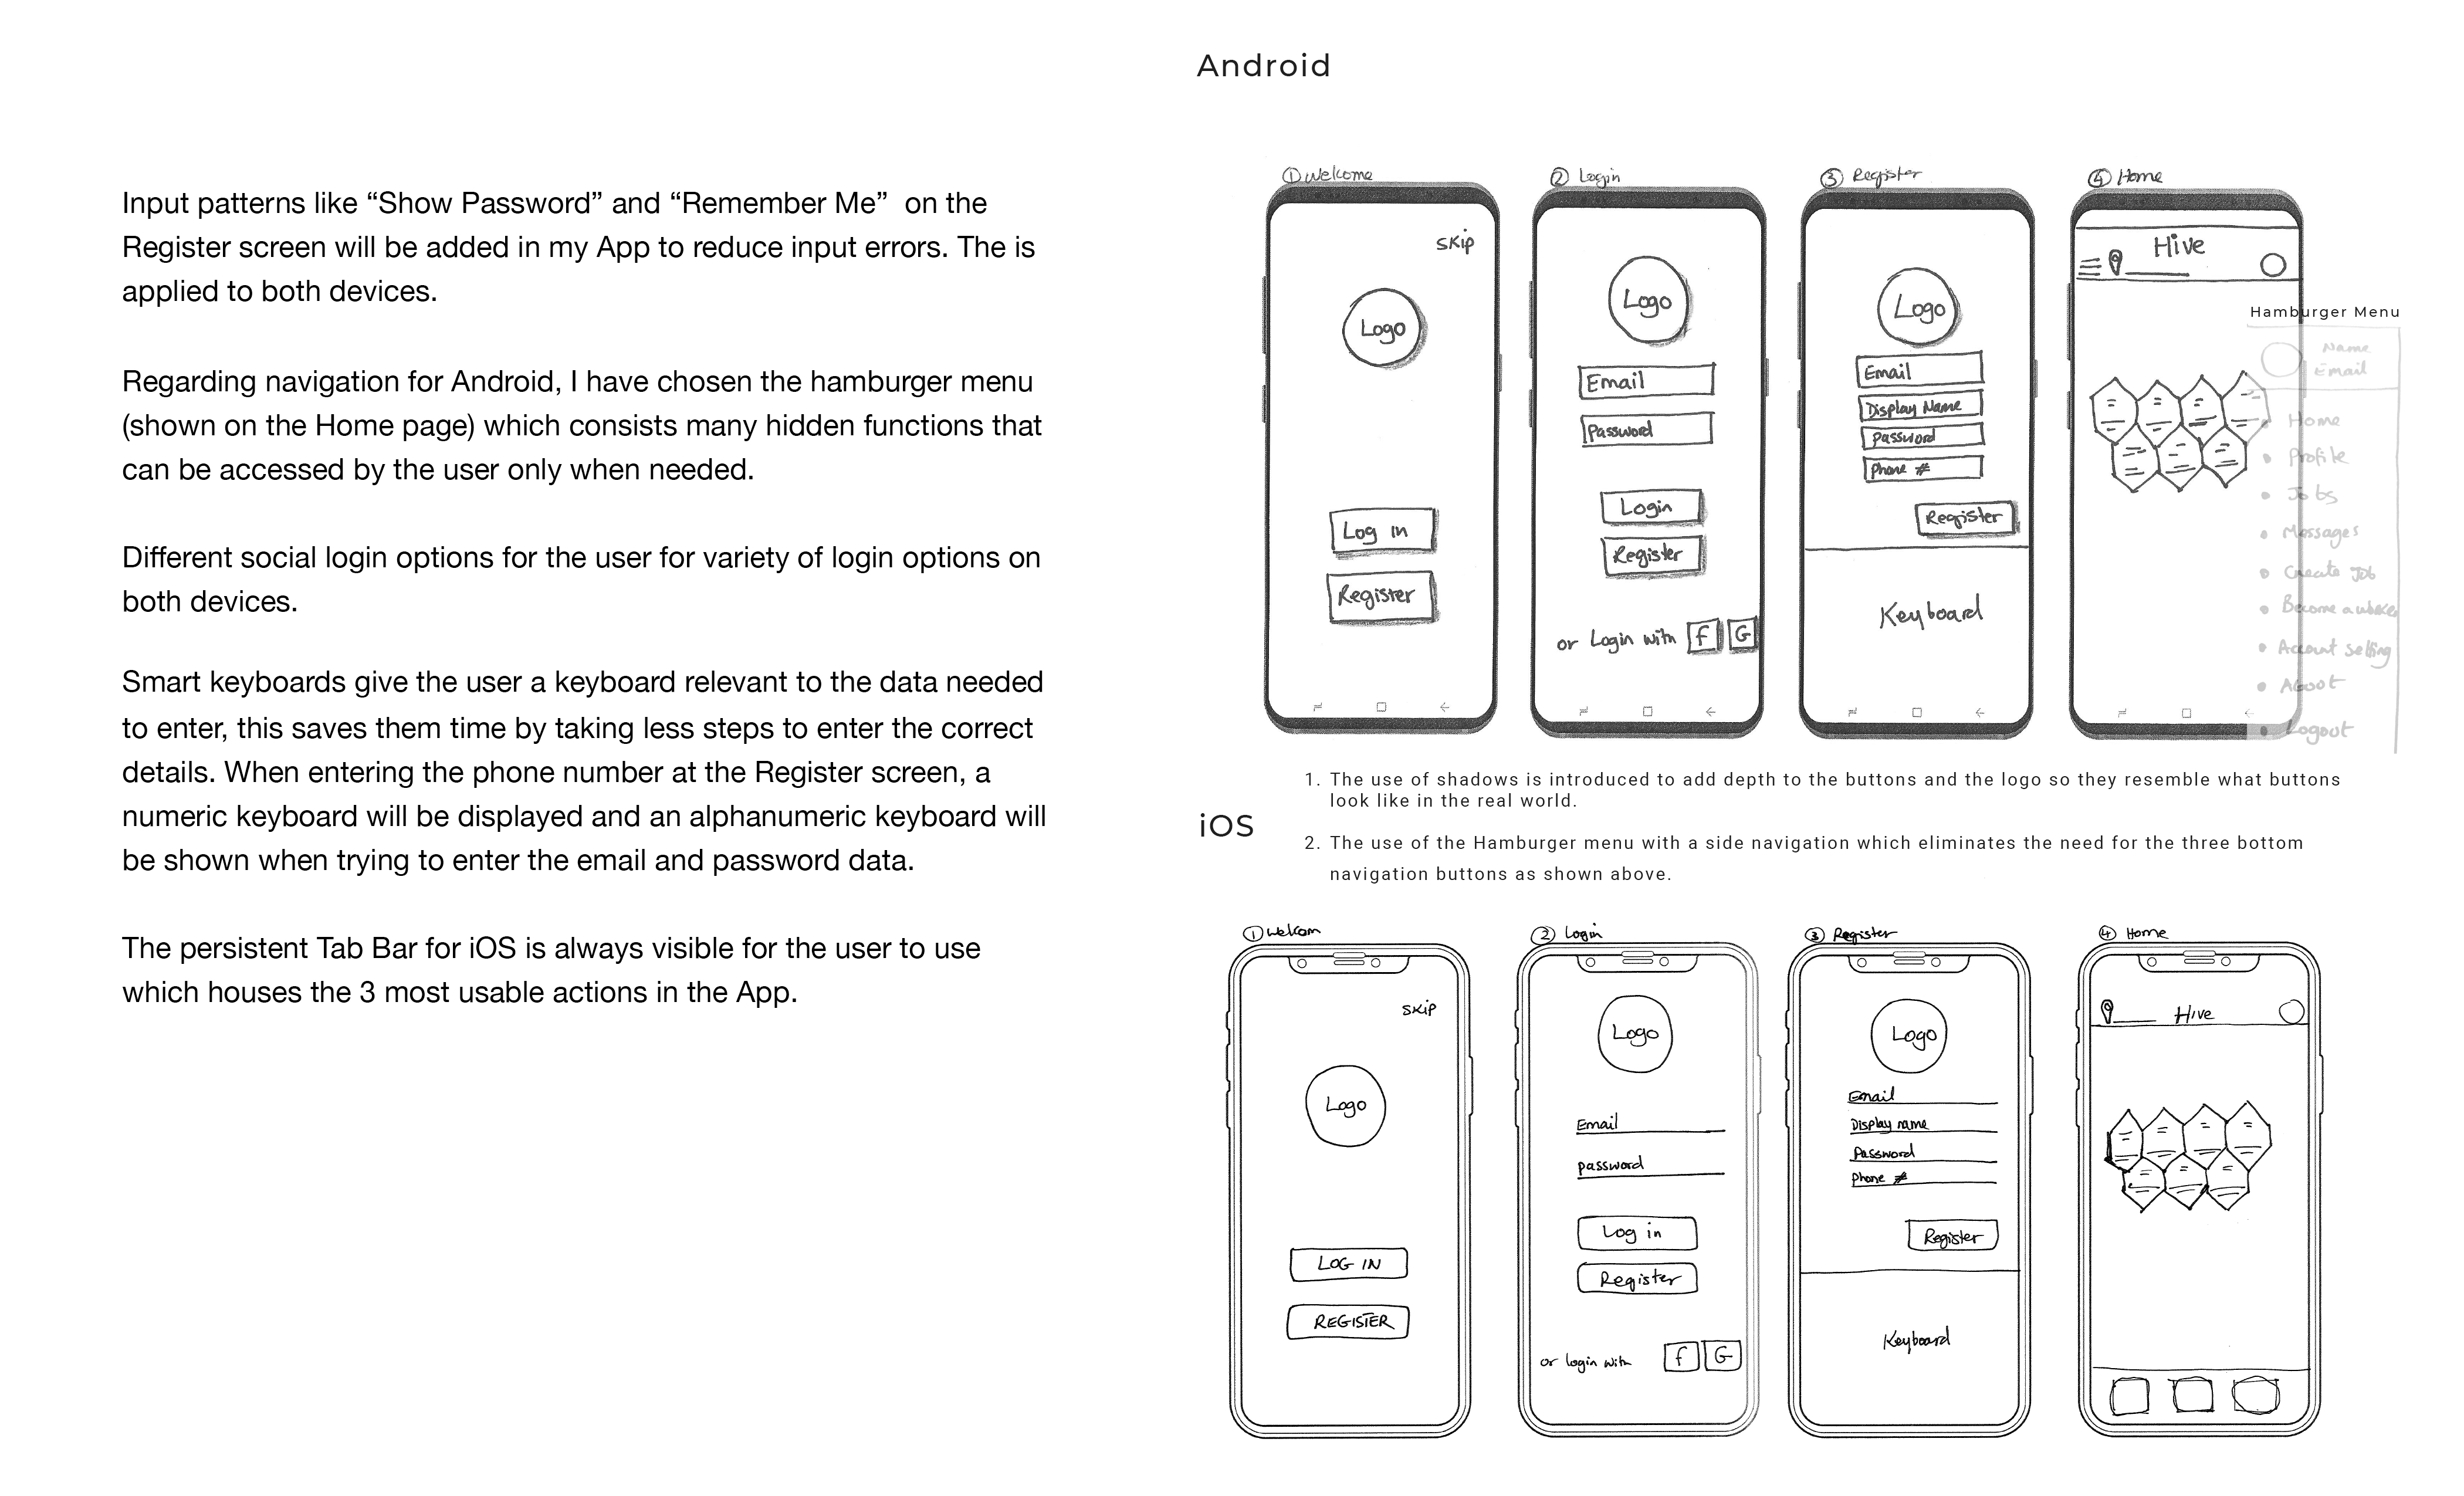 Input patterns like “Show Password” and “Remember Me”  on the
Register screen will be added in my App to reduce input errors. The is
applied to both devices.
Regarding navigation for Android, I have chosen the hamburger menu
(shown on the Home page) which consists many hidden functions that
can be accessed by the user only when needed.
Different social login options for the user for variety of login options on
both devices.
Smart keyboards give the user a keyboard relevant to the data needed
to enter, this saves them time by taking less steps to enter the correct
details. When entering the phone number at the Register screen, a
numeric keyboard will be displayed and an alphanumeric keyboard will
be shown when trying to enter the email and password data.
The persistent Tab Bar for iOS is always visible for the user to use
which houses the 3 most usable actions in the App.
Android
① Welcome
SKip
Logo
Log in
Register
② Login
Logo
Email
Password
Login
Register
or Login with f G
③ Register
Logo
Email
Display Name
Password
Phone #
Register
Keyboard
④ Home
Hive
Hamburger Menu
Name
Email
Home
Profile
Jobs
Messages
Create Job
Become a
Account setting
About
Logout
1. The use of shadows is introduced to add depth to the buttons and the logo so they resemble what buttons
look like in the real world.
2. The use of the Hamburger menu with a side navigation which eliminates the need for the three bottom
navigation buttons as shown above.
iOS
① Welcom
SKip
Logo
LOG IN
REGISTER
② Login
Logo
Email
password
Log in
Register
or login with f G
③ Register
Logo
Email
Display name
Password
Phone #
Register
Keyboard
④ Home
Hive